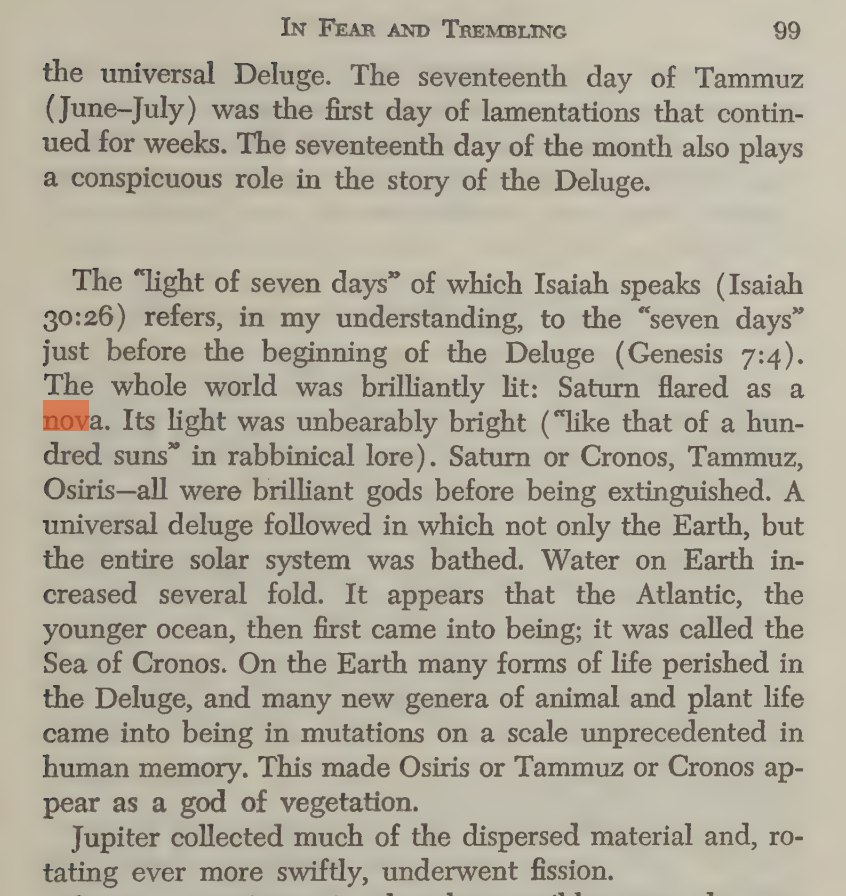 In Fear and Trembling 99
the universal Deluge. The seventeenth day of Tammuz
(June–July) was the first day of lamentations that contin-
ued for weeks. The seventeenth day of the month also plays
a conspicuous role in the story of the Deluge.
The "light of seven days" of which Isaiah speaks (Isaiah
30:26) refers, in my understanding, to the "seven days"
just before the beginning of the Deluge (Genesis 7:4).
The whole world was brilliantly lit: Saturn flared as a
nova. Its light was unbearably bright ("like that of a hun-
dred suns" in rabbinical lore). Saturn or Cronos, Tammuz,
Osiris—all were brilliant gods before being extinguished. A
universal deluge followed in which not only the Earth, but
the entire solar system was bathed. Water on Earth in-
creased several fold. It appears that the Atlantic, the
younger ocean, then first came into being; it was called the
Sea of Cronos. On the Earth many forms of life perished in
the Deluge, and many new genera of animal and plant life
came into being in mutations on a scale unprecedented in
human memory. This made Osiris or Tammuz or Cronos ap-
pear as a god of vegetation.
Jupiter collected much of the dispersed material and, ro-
tating ever more swiftly, underwent fission.